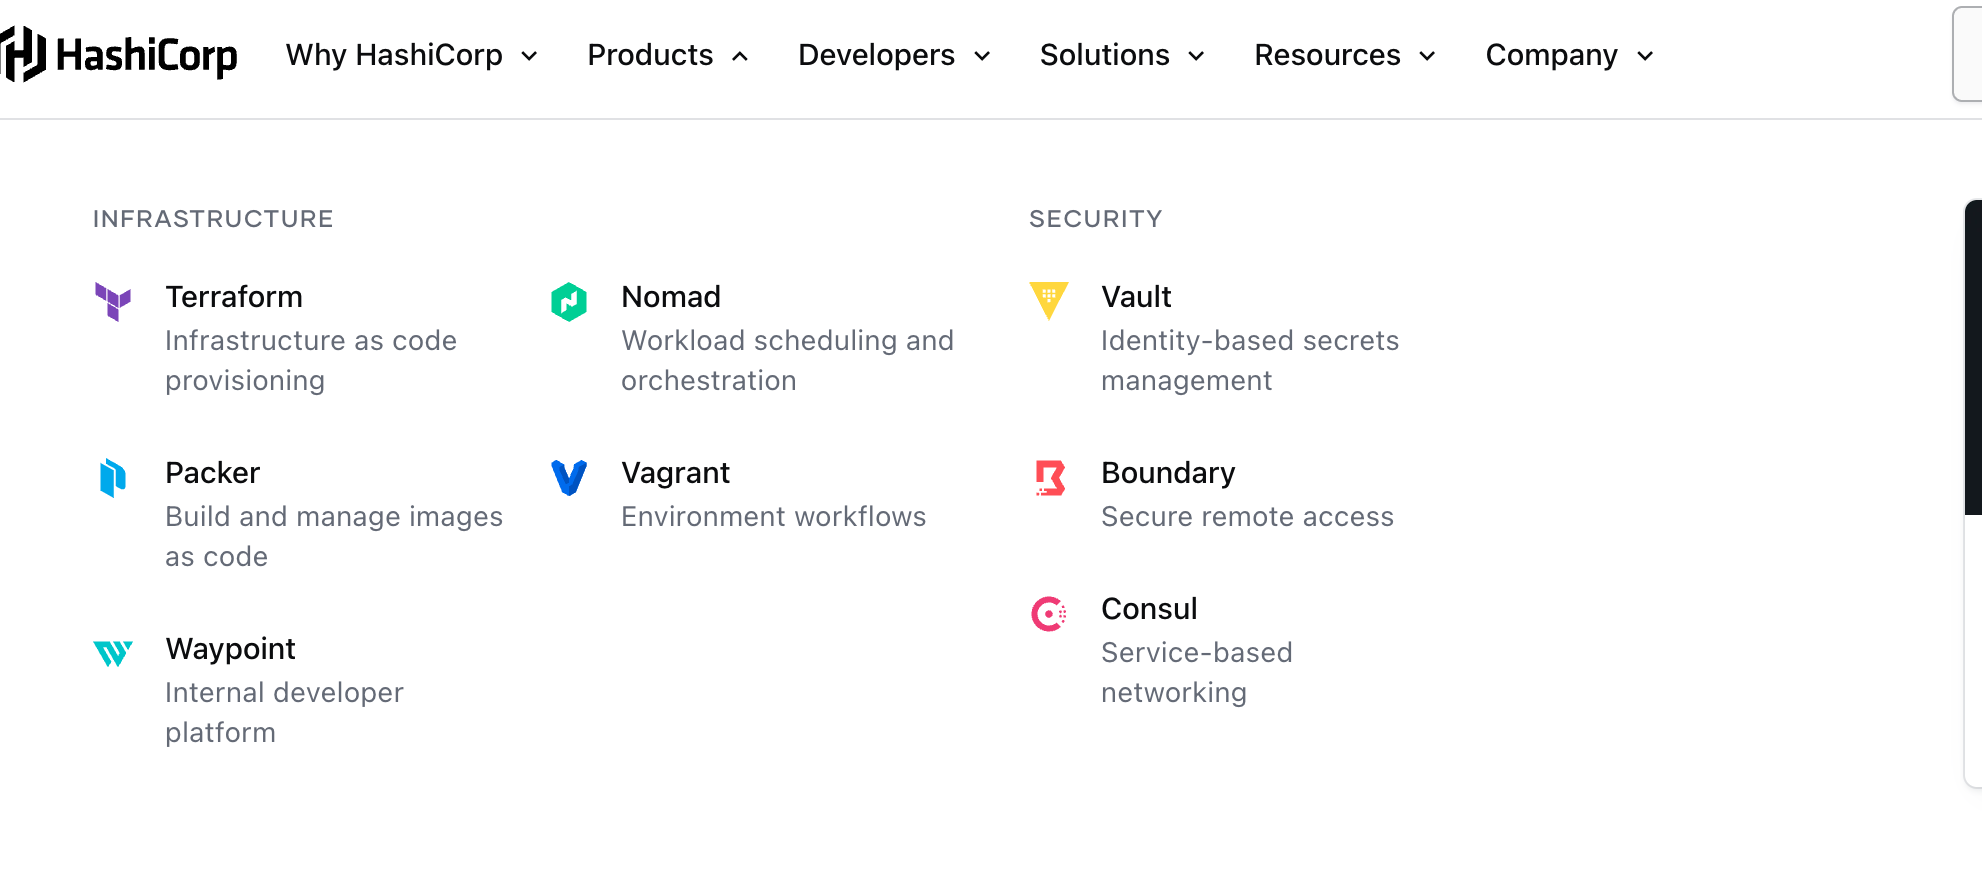 HashiCorp
Why HashiCorp
Products
Developers
Solutions
Resources
Company
INFRASTRUCTURE
Terraform
Infrastructure as code
provisioning
Packer
Build and manage images
as code
Waypoint
Internal developer
platform
Nomad
Workload scheduling and
orchestration
Vagrant
Environment workflows
SECURITY
Vault
Identity-based secrets
management
Boundary
Secure remote access
Consul
Service-based
networking